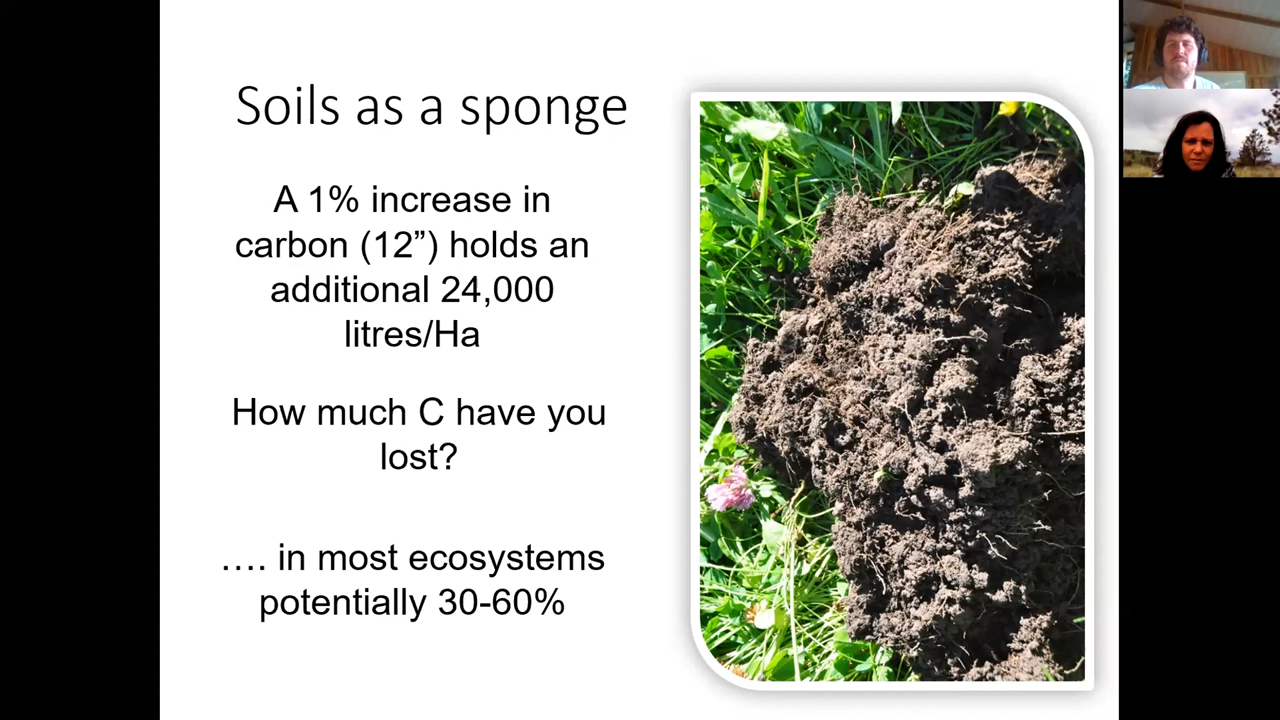 Soils as a sponge
A 1% increase in
carbon (12”) holds an
additional 24,000
litres/Ha
How much C have you
lost?
…. in most ecosystems
potentially 30-60%